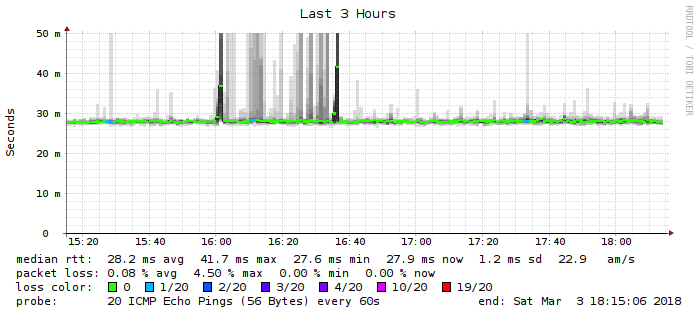 Last 3 Hours
RRDTOOL / TOBI OETIKER
Seconds
50 m
40 m
30 m
20 m
10 m
0
15:20 15:40 16:00 16:20 16:40 17:00 17:20 17:40 18:00
median rtt: 28.2 ms avg 41.7 ms max 27.6 ms min 27.9 ms now 1.2 ms sd 22.9 am/s
packet loss: 0.08 % avg 4.50 % max 0.00 % min 0.00 % now
loss color: 0 1/20 2/20 3/20 4/20 10/20 19/20
probe: 20 ICMP Echo Pings (56 Bytes) every 60s end: Sat Mar 3 18:15:06 2018